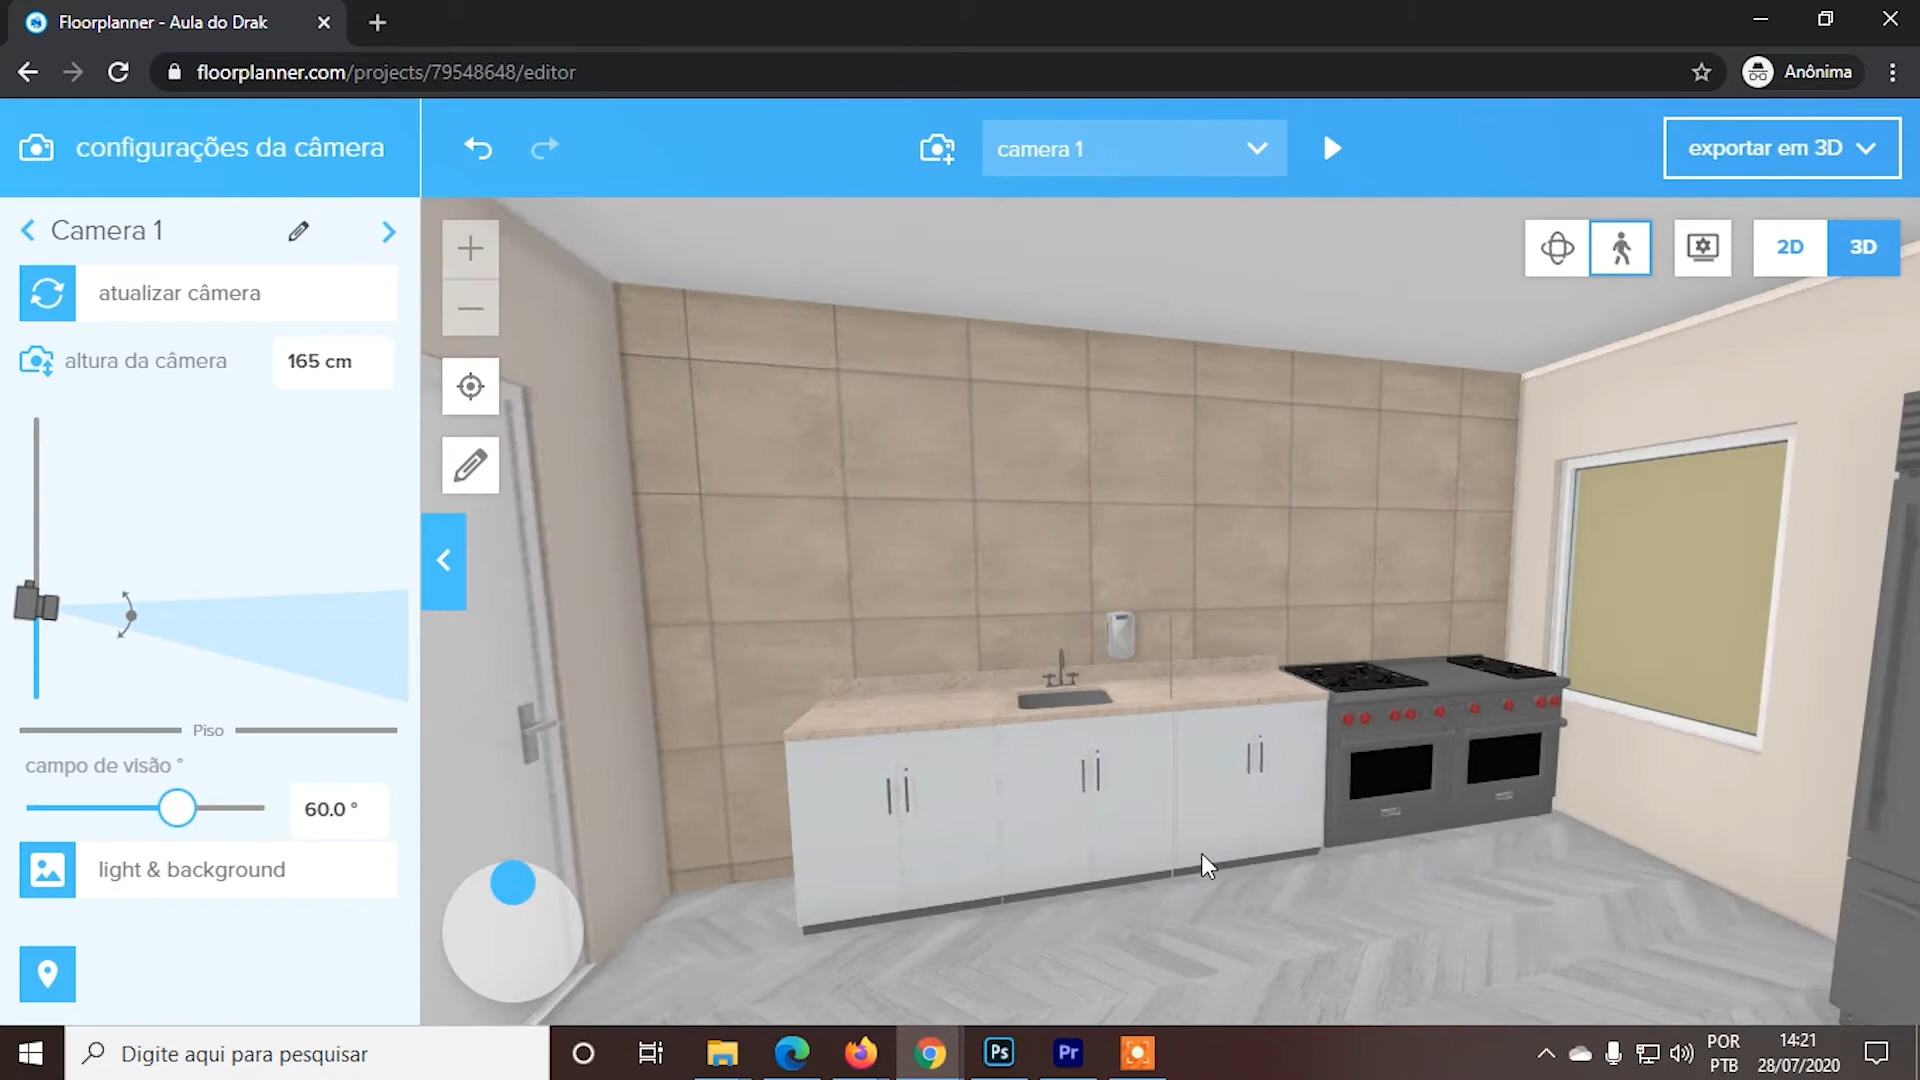 Floorplanner - Aula do Drak
floorplanner.com/projects/79548648/editor
Anônima
configurações da câmera
camera 1
exportar em 3D
Camera 1
2D
3D
atualizar câmera
altura da câmera
165 cm
Piso
campo de visão °
60.0 °
light & background
Digite aqui para pesquisar
Ps
Pr
POR
PTB
14:21
28/07/2020